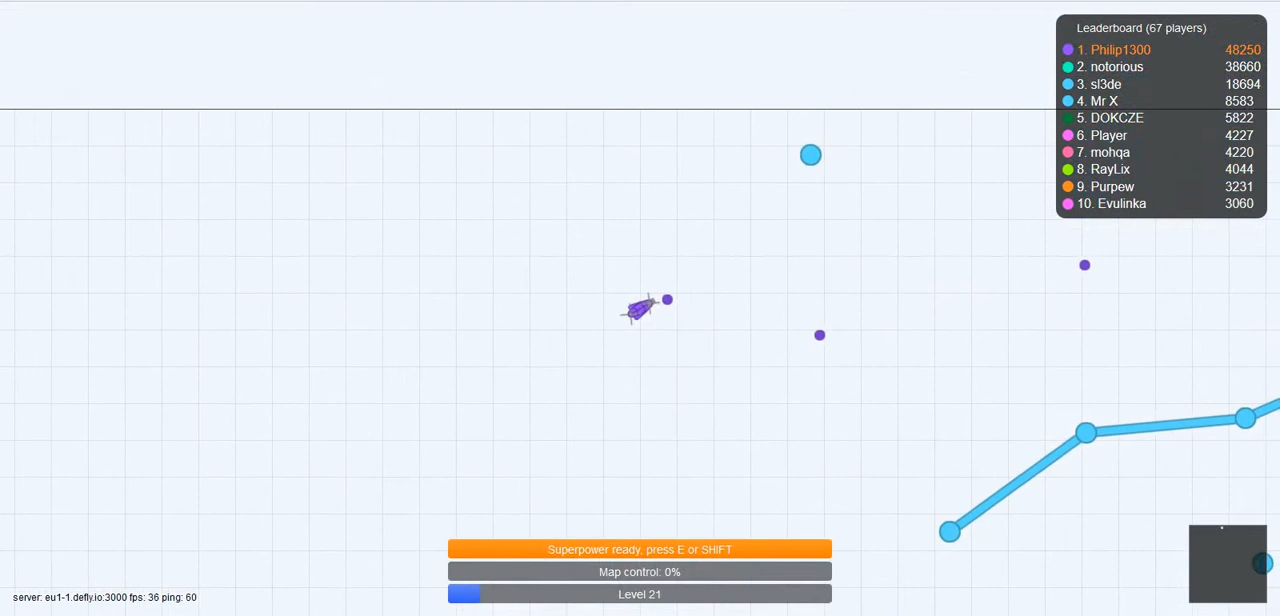 Leaderboard (67 players)
1. Philip1300 48250
2. notorious 38660
3. sl3de 18694
4. Mr X 8583
5. DOKCZE 5822
6. Player 4227
7. mohqa 4220
8. RayLix 4044
9. Purpew 3231
10. Evulinka 3060
Superpower ready, press E or SHIFT
Map control: 0%
Level 21
server: eu1-1.defly.io:3000 fps: 36 ping: 60